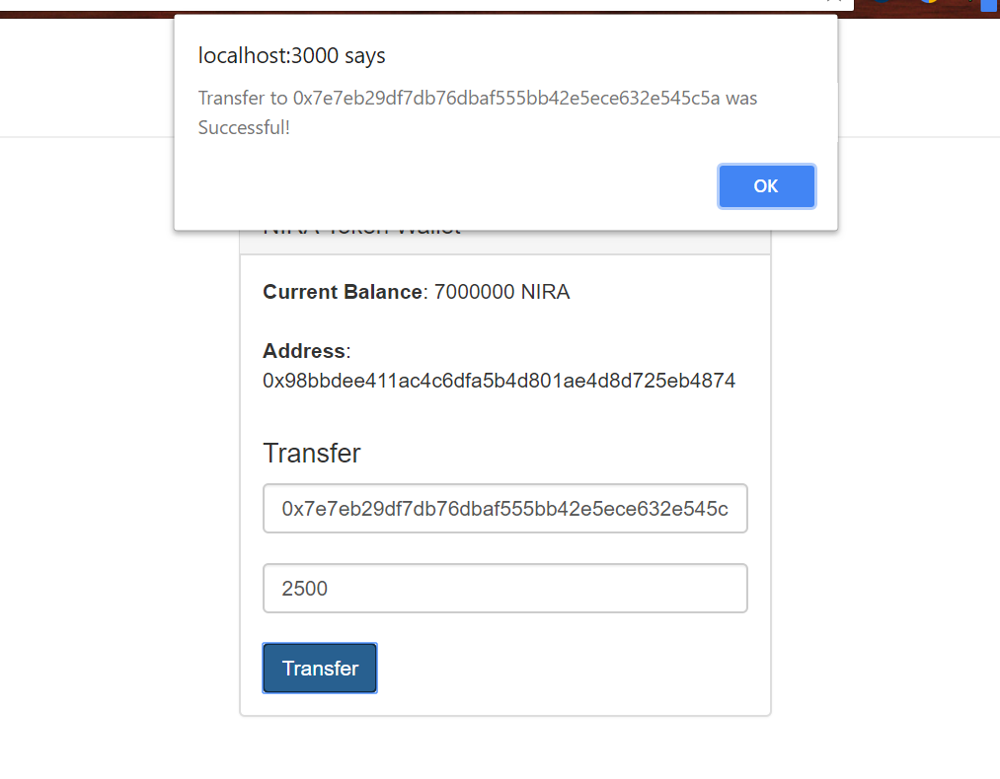 localhost:3000 says
Transfer to 0x7e7eb29df7db76dbaf555bb42e5ece632e545c5a was
Successful!
OK
NIRA Token Wallet
Current Balance: 7000000 NIRA
Address:
0x98bbdee411ac4c6dfa5b4d801ae4d8d725eb4874
Transfer
0x7e7eb29df7db76dbaf555bb42e5ece632e545c
2500
Transfer